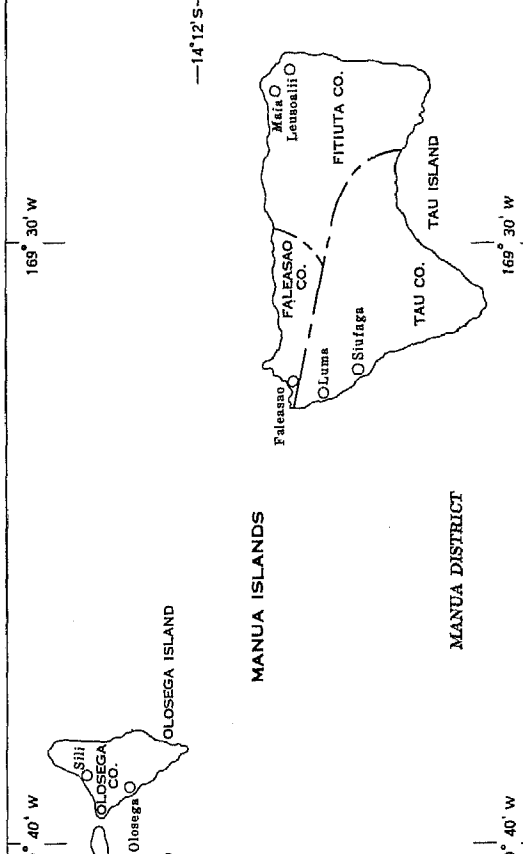 14°12'S
169° 30' W
Maia
Leusoalii
FITIUTA CO.
FALEASAO
CO.
TAU ISLAND
Faleasao
Luma
Siufaga
TAU CO.
169° 30' W
MANUA ISLANDS
MANUA DISTRICT
Sili
OLOSEGA
CO.
Olosega
OLOSEGA ISLAND
40' W
40' W